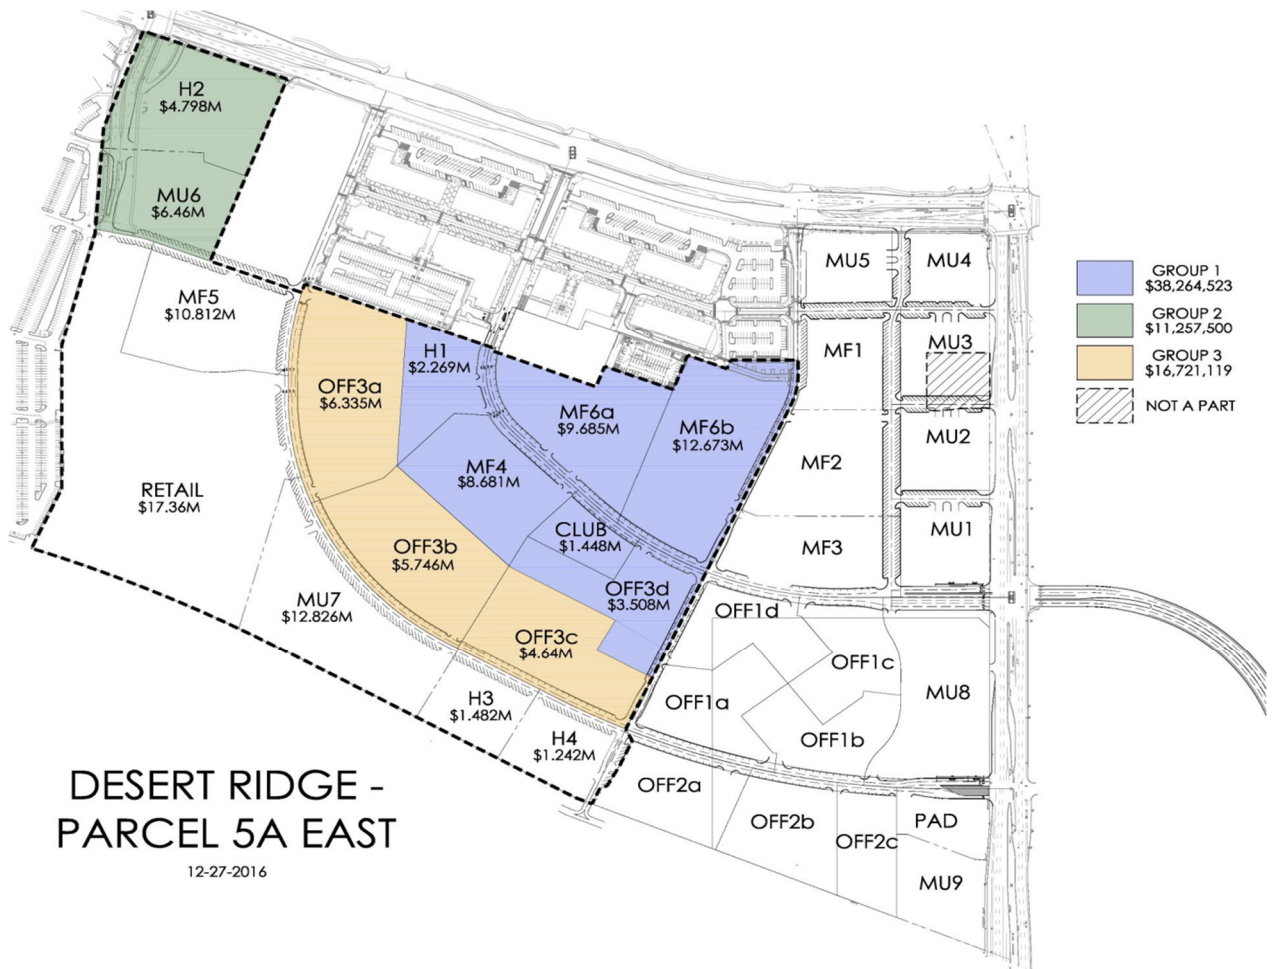 H2
$4.798M
MU6
$6.46M
MF5
$10.812M
MU5
MU4
GROUP 1
$38,264,523
GROUP 2
$11,257,500
GROUP 3
$16,721,119
NOT A PART
H1
$2.269M
MF1
MU3
OFF3a
$6.335M
MF6a
$9.685M
MF6b
$12.673M
MU2
MF4
$8.681M
MF2
RETAIL
$17.36M
CLUB
$1.448M
MU1
OFF3b
$5.746M
MF3
MU7
$12.826M
OFF3d
$3.508M
OFF1d
OFF3c
$4.64M
OFF1c
H3
$1.482M
OFF1a
MU8
H4
$1.242M
OFF1b
OFF2a
OFF2b
OFF2c
PAD
MU9
DESERT RIDGE -
PARCEL 5A EAST
12-27-2016